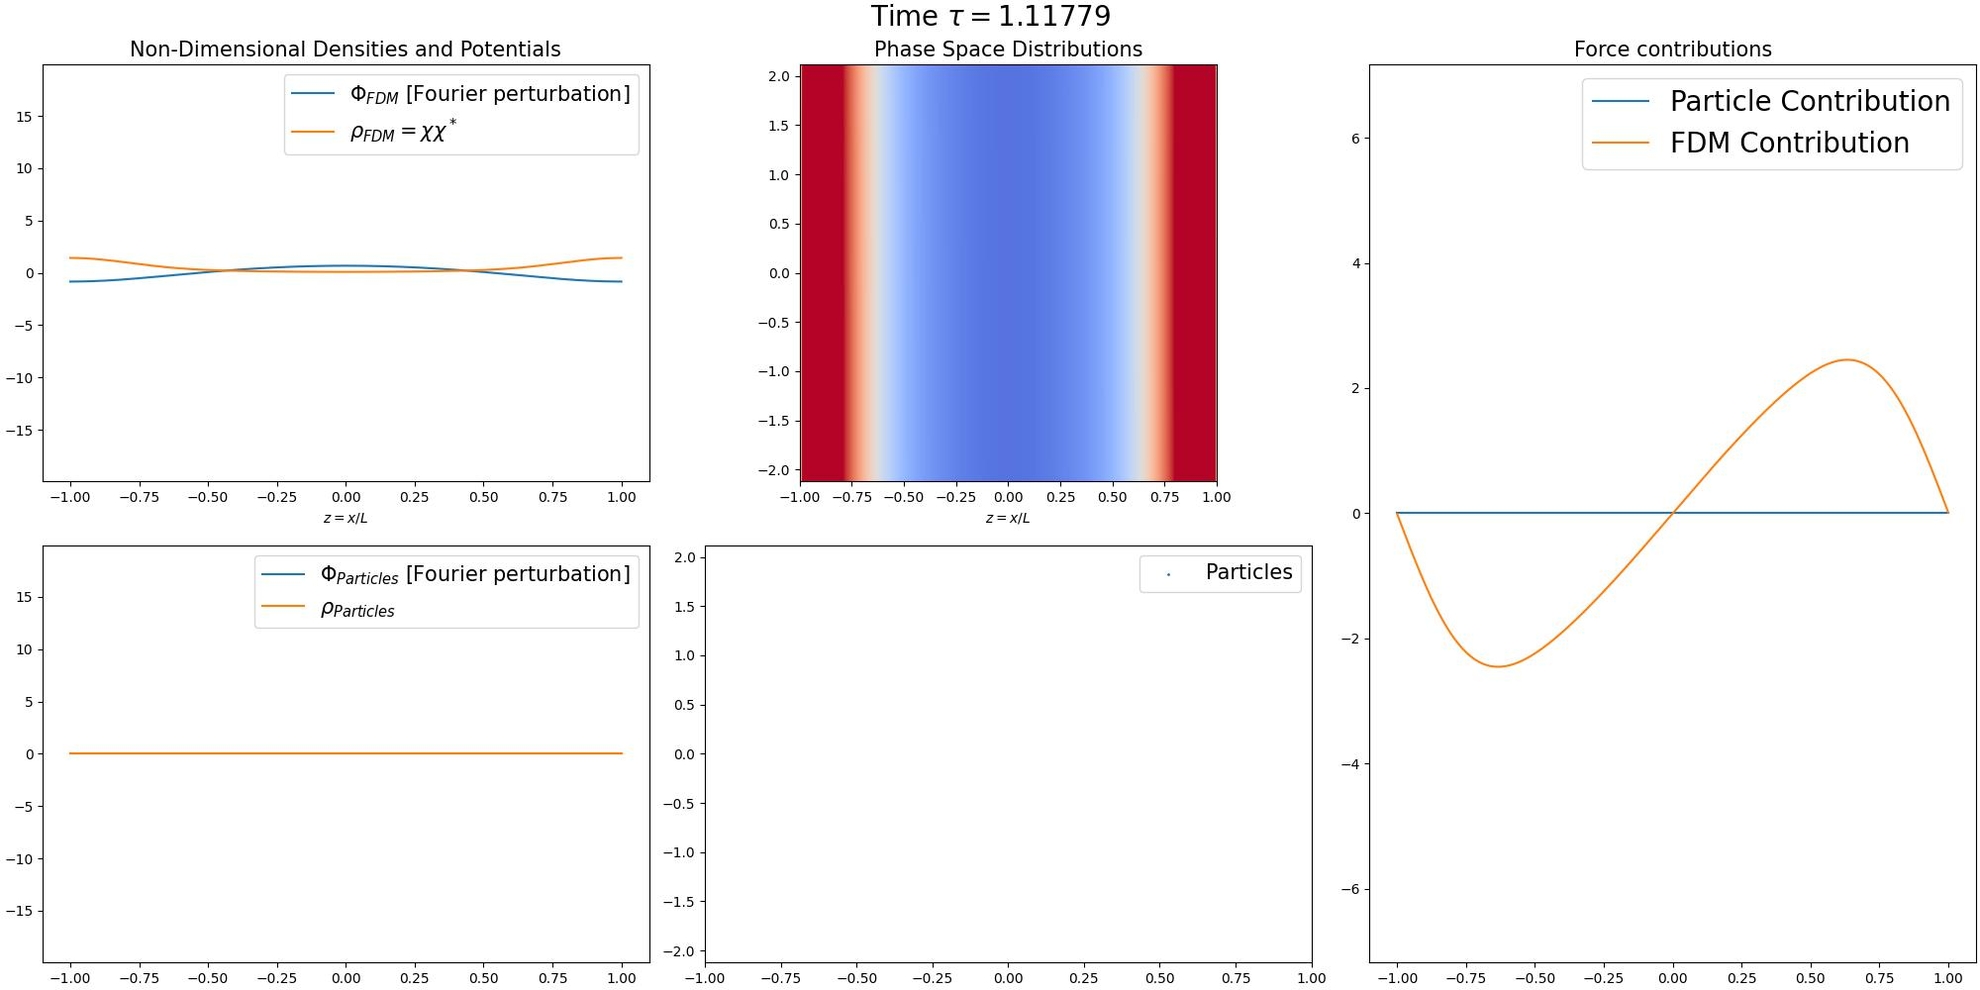 Time τ = 1.11779
Non-Dimensional Densities and Potentials
Φ_FDM [Fourier perturbation]
ρ_FDM = χχ*
15
10
5
0
−5
−10
−15
−1.00 −0.75 −0.50 −0.25 0.00 0.25 0.50 0.75 1.00
z = x/L
Phase Space Distributions
2.0
1.5
1.0
0.5
0.0
−0.5
−1.0
−1.5
−2.0
−1.00 −0.75 −0.50 −0.25 0.00 0.25 0.50 0.75 1.00
z = x/L
Force contributions
Particle Contribution
FDM Contribution
6
4
2
0
−2
−4
−6
−1.00 −0.75 −0.50 −0.25 0.00 0.25 0.50 0.75 1.00
Φ_Particles [Fourier perturbation]
ρ_Particles
15
10
5
0
−5
−10
−15
−1.00 −0.75 −0.50 −0.25 0.00 0.25 0.50 0.75 1.00
Particles
2.0
1.5
1.0
0.5
0.0
−0.5
−1.0
−1.5
−2.0
−1.00 −0.75 −0.50 −0.25 0.00 0.25 0.50 0.75 1.00